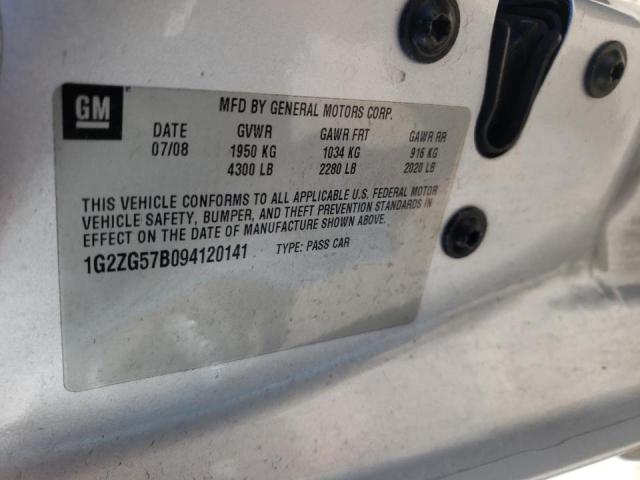 GM
MFD BY GENERAL MOTORS CORP.
DATE GVWR GAWR FRT GAWR RR
07/08 1950 KG 1034 KG 916 KG
4300 LB 2280 LB 2020 LB
THIS VEHICLE CONFORMS TO ALL APPLICABLE U.S. FEDERAL MOTOR
VEHICLE SAFETY, BUMPER, AND THEFT PREVENTION STANDARDS IN
EFFECT ON THE DATE OF MANUFACTURE SHOWN ABOVE.
1G2ZG57B094120141 TYPE: PASS CAR